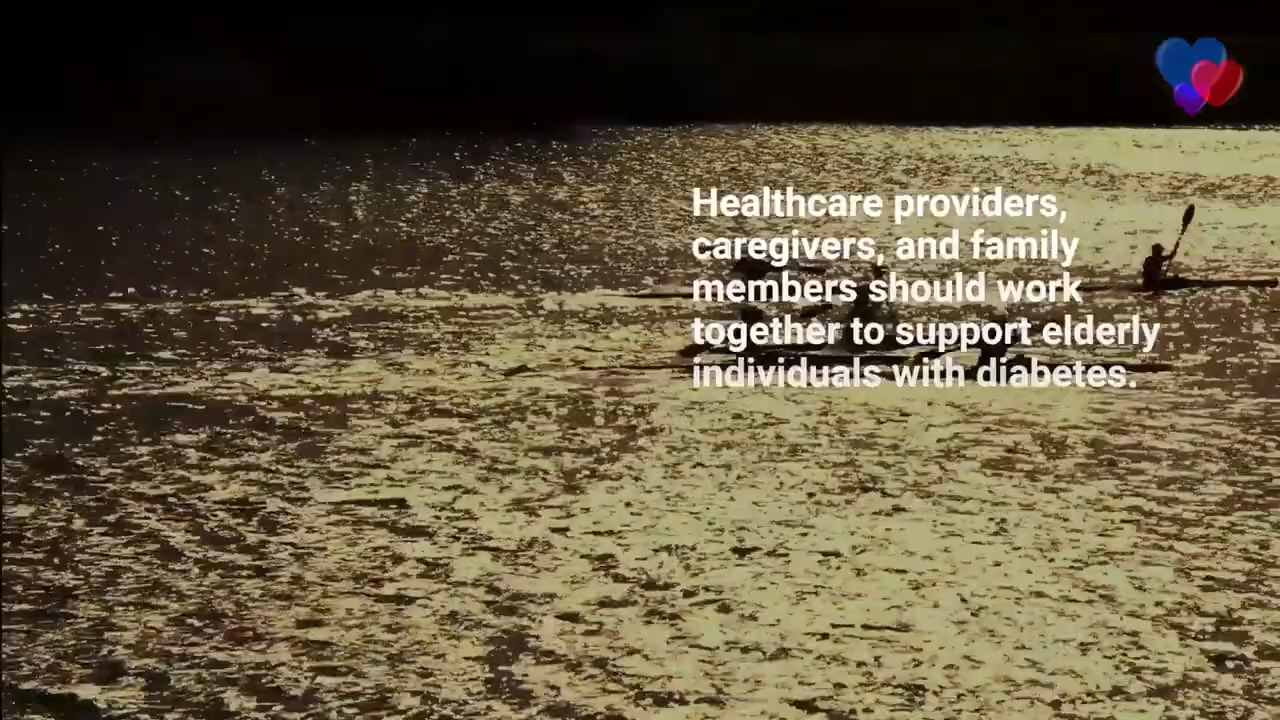 Healthcare providers,
caregivers, and family
members should work
together to support elderly
individuals with diabetes.